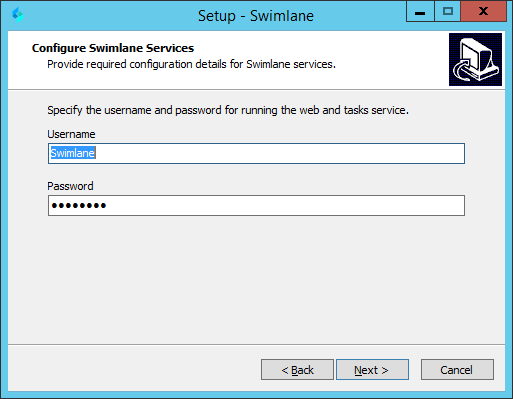 Setup - Swimlane
Configure Swimlane Services
Provide required configuration details for Swimlane services.
Specify the username and password for running the web and tasks service.
Username
Swimlane
Password
••••••••
< Back
Next >
Cancel